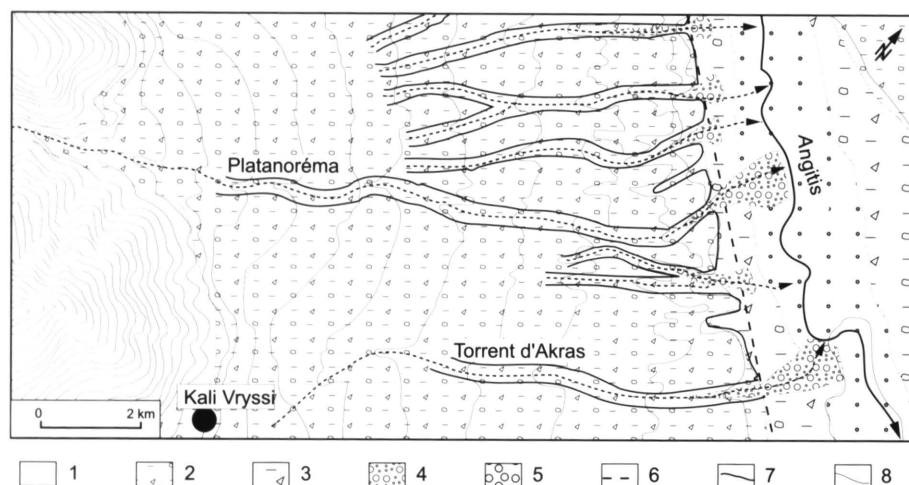 N
Platanoréma
Angitis
Torrent d'Akras
Kali Vryssi
0 2 km
1 2 3 4 5 6 7 8